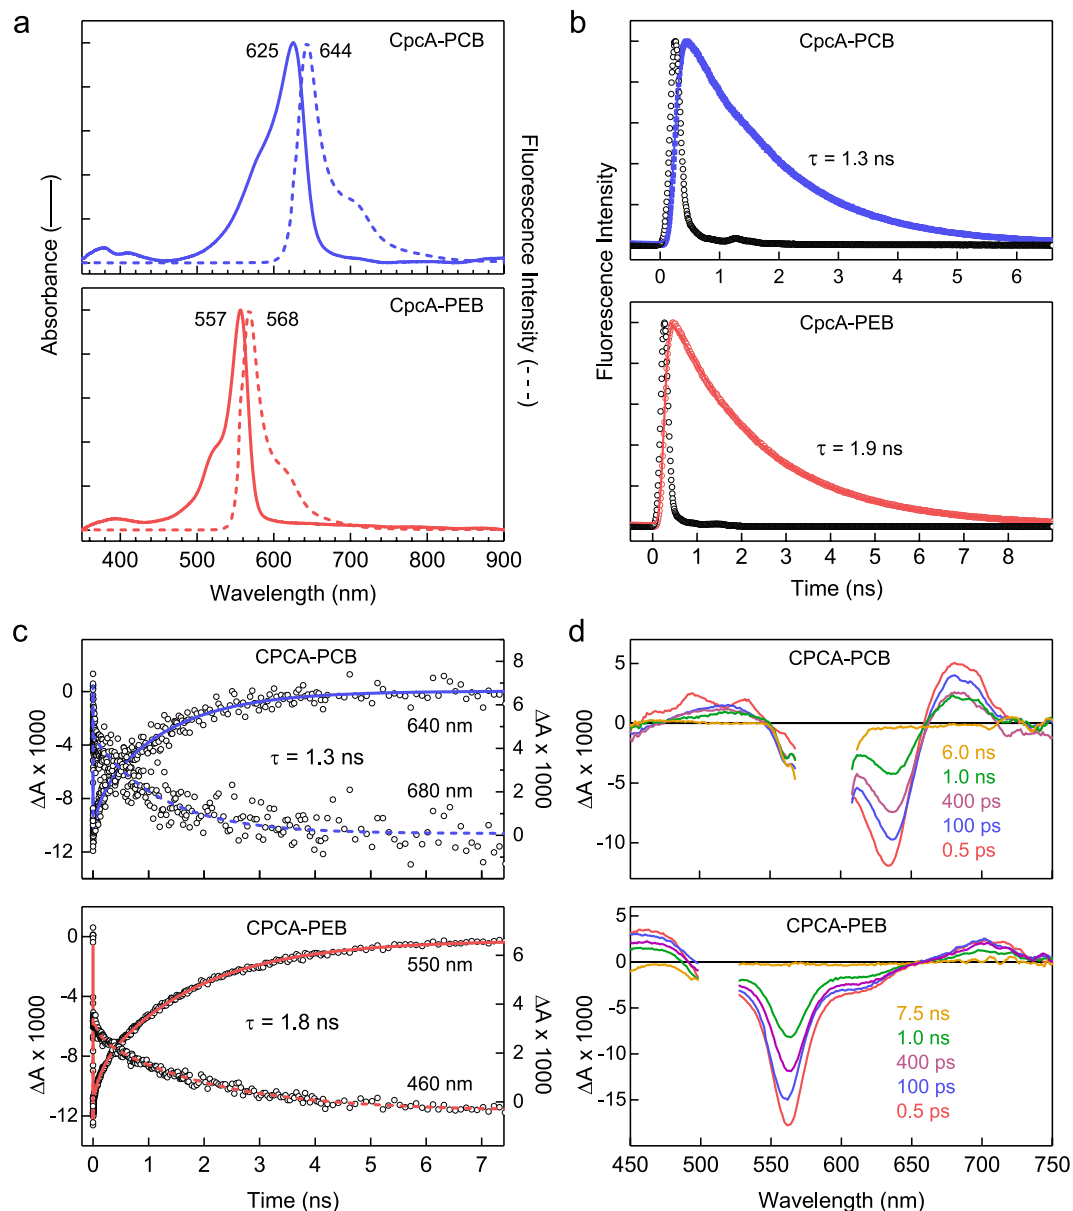 a
CpcA-PCB
625
644
Absorbance (——)
Fluorescence Intensity (- - -)
CpcA-PEB
557
568
400 500 600 700 800 900
Wavelength (nm)
b
CpcA-PCB
τ = 1.3 ns
0 1 2 3 4 5 6
Fluorescence Intensity
CpcA-PEB
τ = 1.9 ns
0 1 2 3 4 5 6 7 8
Time (ns)
c
CPCA-PCB
0
-4
-8
-12
ΔA x 1000
8
6
4
2
0
ΔA x 1000
640 nm
τ = 1.3 ns
680 nm
CPCA-PEB
0
-4
-8
-12
ΔA x 1000
6
4
2
0
ΔA x 1000
550 nm
τ = 1.8 ns
460 nm
0 1 2 3 4 5 6 7
Time (ns)
d
CPCA-PCB
5
0
-5
-10
ΔA x 1000
6.0 ns
1.0 ns
400 ps
100 ps
0.5 ps
CPCA-PEB
5
0
-5
-10
-15
ΔA x 1000
7.5 ns
1.0 ns
400 ps
100 ps
0.5 ps
450 500 550 600 650 700 750
Wavelength (nm)